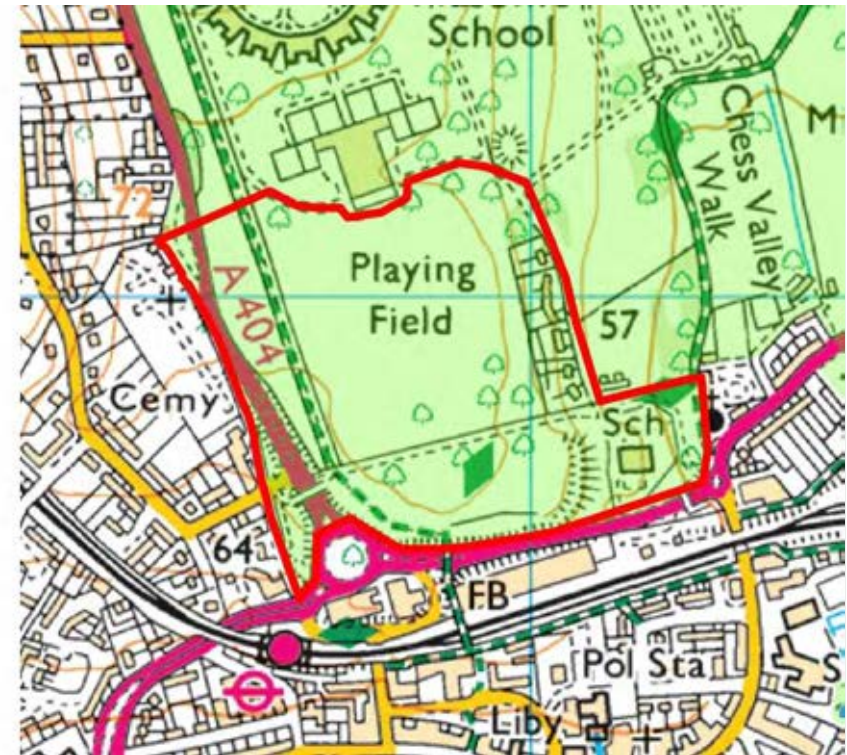 School
Chess Valley
Walk
M
72
Playing
Field
A 404
57
Cemy
Sch
64
FB
Pol Sta
S
Liby